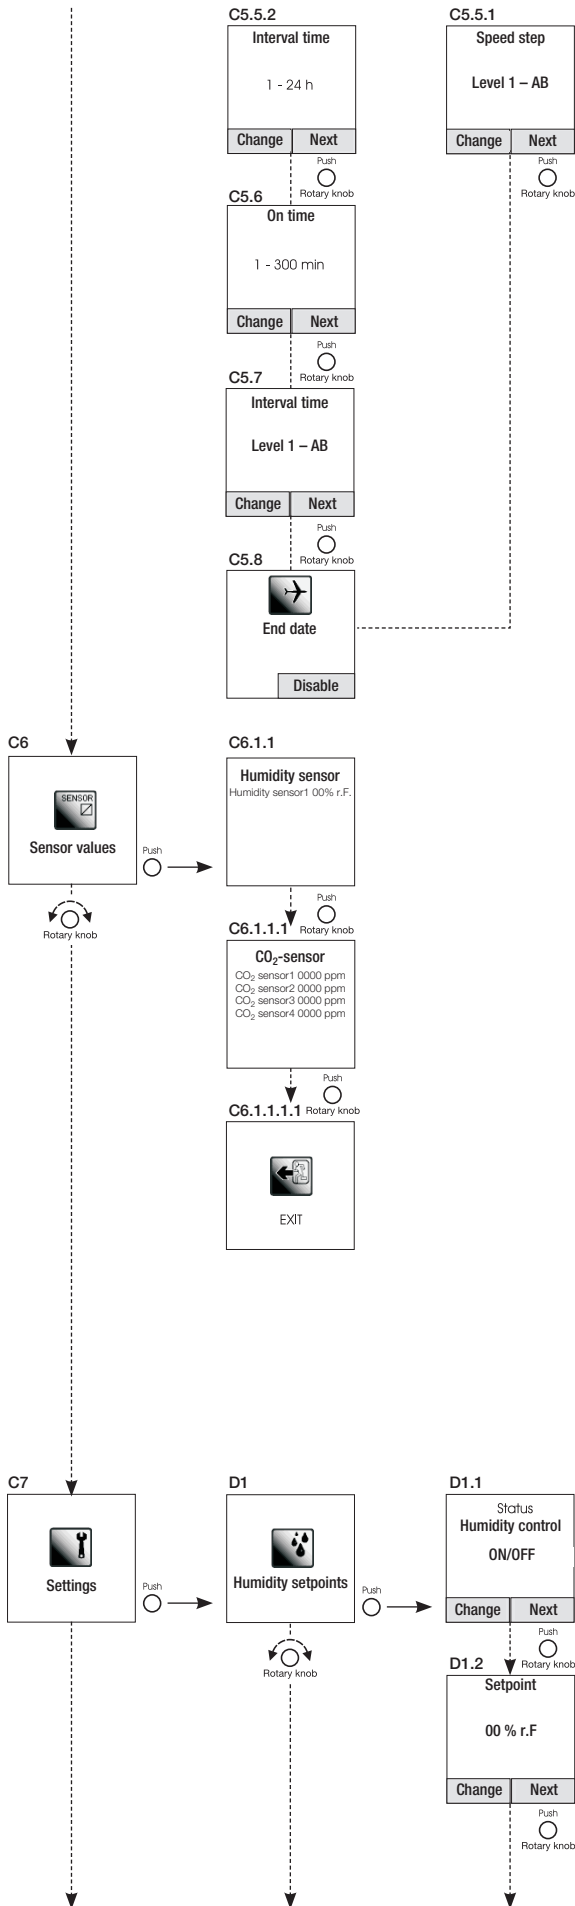 C5.5.2
Interval time
1 - 24 h
Change Next
Push
Rotary knob
C5.5.1
Speed step
Level 1 – AB
Change Next
Push
Rotary knob
C5.6
On time
1 - 300 min
Change Next
Push
Rotary knob
C5.7
Interval time
Level 1 – AB
Change Next
Push
Rotary knob
C5.8
End date
Disable
C6
SENSOR
Sensor values
Push
Rotary knob
C6.1.1
Humidity sensor
Humidity sensor1 00% r.F.
Push
Rotary knob
C6.1.1.1
CO₂-sensor
CO₂ sensor1 0000 ppm
CO₂ sensor2 0000 ppm
CO₂ sensor3 0000 ppm
CO₂ sensor4 0000 ppm
Push
Rotary knob
C6.1.1.1.1
EXIT
C7
Settings
Push
D1
Humidity setpoints
Push
Rotary knob
D1.1
Status
Humidity control
ON/OFF
Change Next
Push
Rotary knob
D1.2
Setpoint
00 % r.F
Change Next
Push
Rotary knob